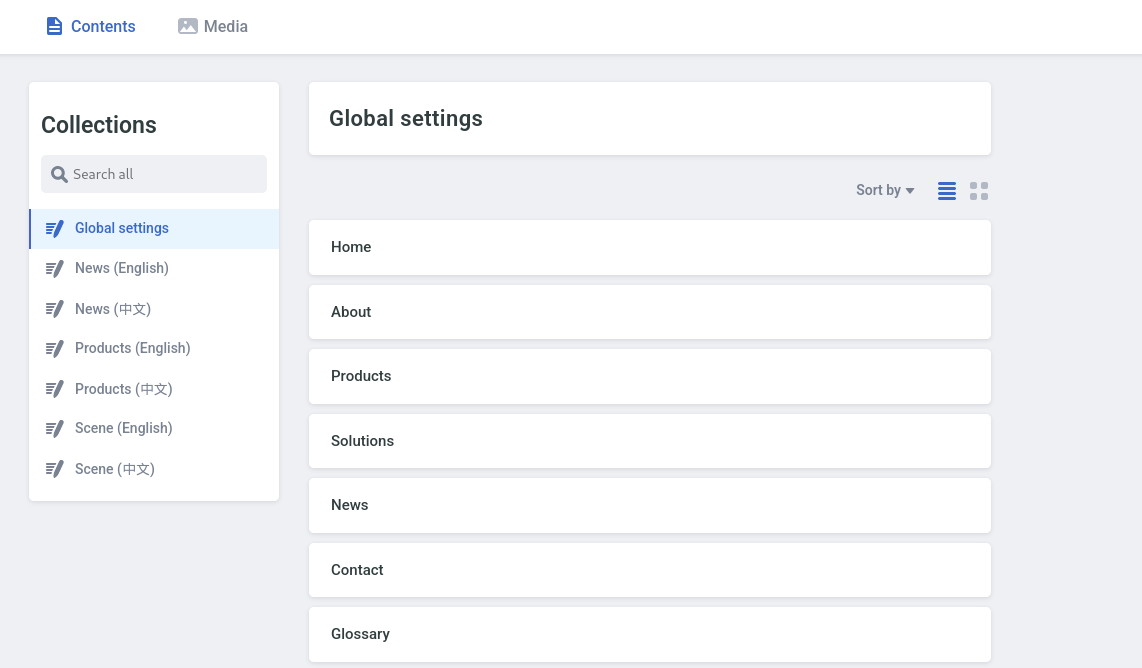 Contents
Media
Collections
Search all
Global settings
News (English)
News (中文)
Products (English)
Products (中文)
Scene (English)
Scene (中文)
Global settings
Sort by
Home
About
Products
Solutions
News
Contact
Glossary